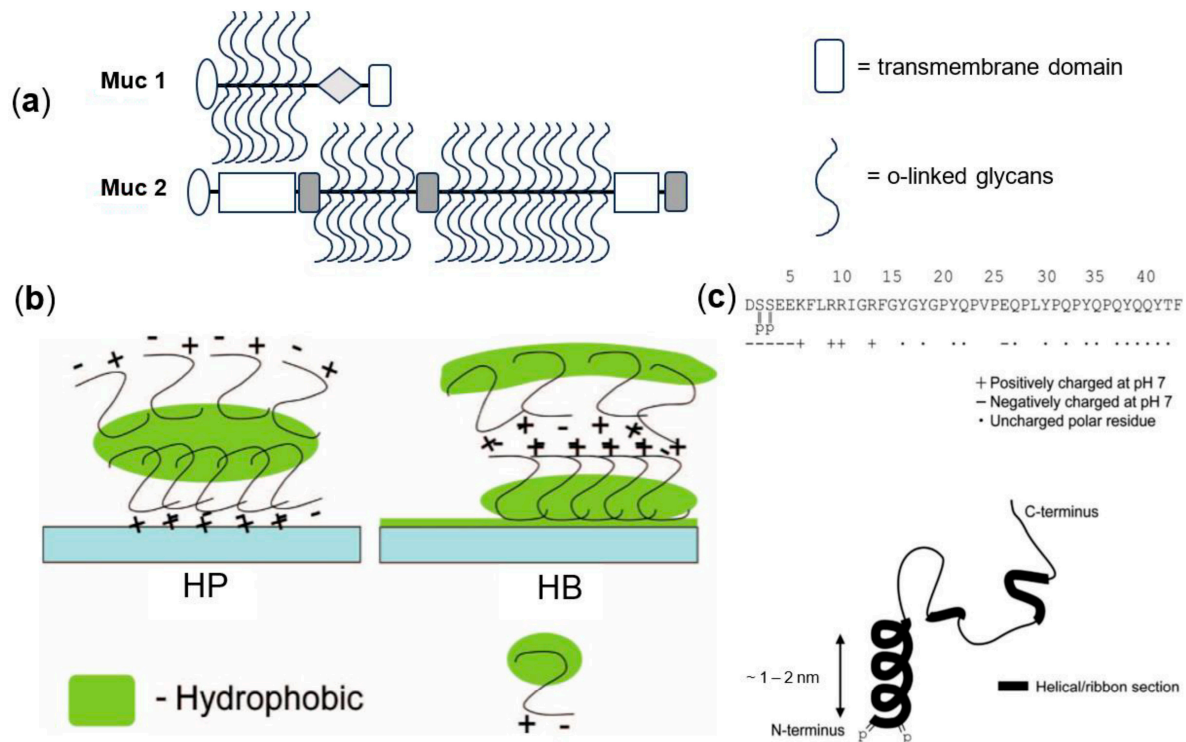 (a)
Muc 1
Muc 2
= transmembrane domain
= o-linked glycans
(b)
HP
HB
- Hydrophobic
(c)
5 10 15 20 25 30 35 40
DSSEEKFLRRIGRFGYGYGPYQPVPEQPLYPQPYQPQYQQYTF
pp
+ Positively charged at pH 7
− Negatively charged at pH 7
· Uncharged polar residue
C-terminus
~ 1 – 2 nm
Helical/ribbon section
N-terminus
p p